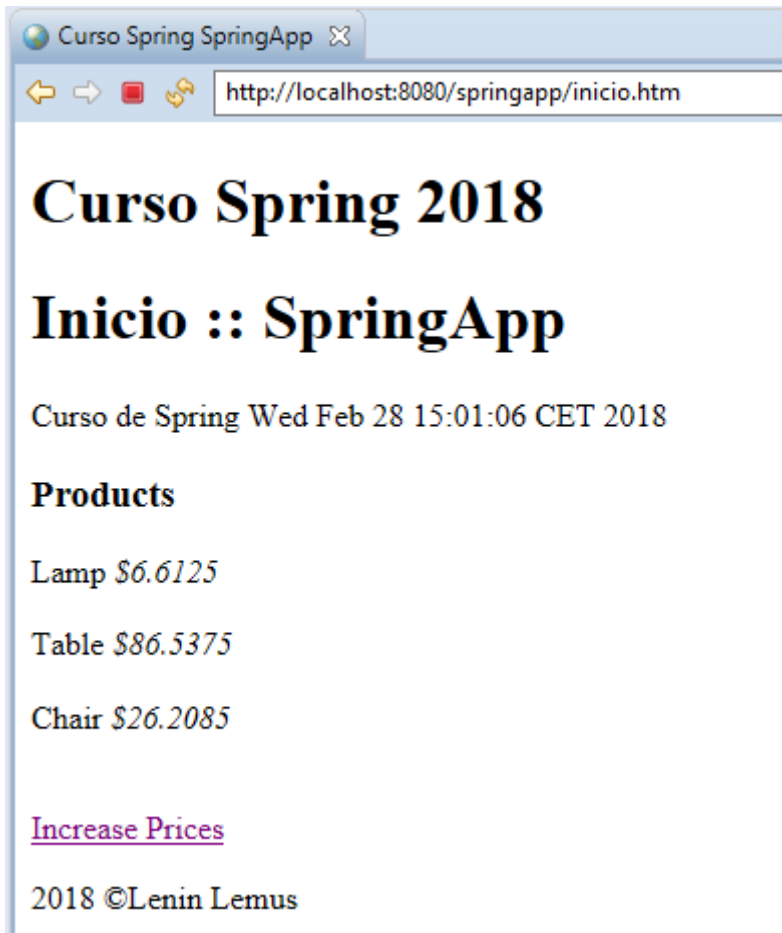 Curso Spring SpringApp
http://localhost:8080/springapp/inicio.htm
Curso Spring 2018
Inicio :: SpringApp
Curso de Spring Wed Feb 28 15:01:06 CET 2018
Products
Lamp $6.6125
Table $86.5375
Chair $26.2085
Increase Prices
2018 ©Lenin Lemus